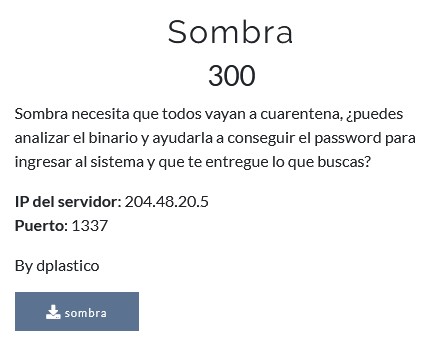 Sombra
300
Sombra necesita que todos vayan a cuarentena, ¿puedes
analizar el binario y ayudarla a conseguir el password para
ingresar al sistema y que te entregue lo que buscas?
IP del servidor: 204.48.20.5
Puerto: 1337
By dplastico
sombra